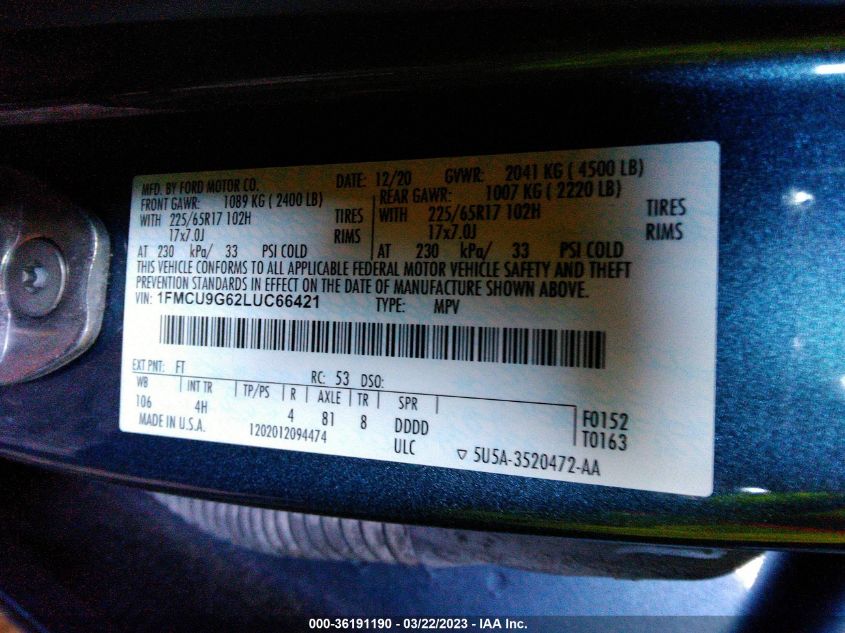 MFD. BY FORD MOTOR CO. DATE: 12/20 GVWR: 2041 KG ( 4500 LB)
FRONT GAWR: 1089 KG ( 2400 LB) REAR GAWR: 1007 KG ( 2220 LB)
WITH 225/65R17 102H TIRES WITH 225/65R17 102H TIRES
17x7.0J RIMS 17x7.0J RIMS
AT 230 kPa/ 33 PSI COLD AT 230 kPa/ 33 PSI COLD
THIS VEHICLE CONFORMS TO ALL APPLICABLE FEDERAL MOTOR VEHICLE SAFETY AND THEFT
PREVENTION STANDARDS IN EFFECT ON THE DATE OF MANUFACTURE SHOWN ABOVE.
VIN: 1FMCU9G62LUC66421 TYPE: MPV
EXT PNT: FT RC: 53 DSO:
WB INT TR TP/PS R AXLE TR SPR
106 4H 4 81 8 DDDD F0152
MADE IN U.S.A. 1202012094474 ULC T0163
▽ 5U5A-3520472-AA
000-36191190 - 03/22/2023 - IAA Inc.